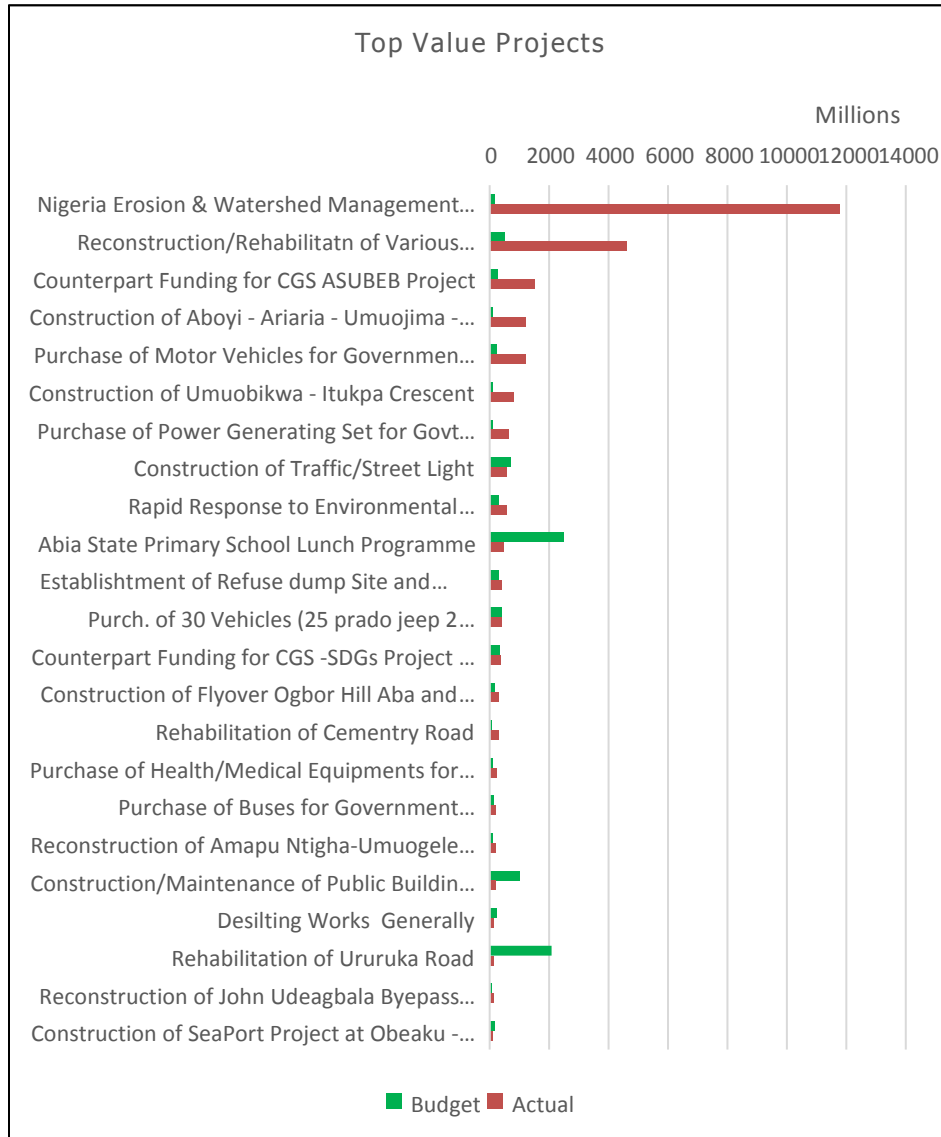 Top Value Projects
Millions
0 2000 4000 6000 8000 10000 12000 14000
Nigeria Erosion & Watershed Management...
Reconstruction/Rehabilitatn of Various...
Counterpart Funding for CGS ASUBEB Project
Construction of Aboyi - Ariaria - Umuojima -...
Purchase of Motor Vehicles for Governmen...
Construction of Umuobikwa - Itukpa Crescent
Purchase of Power Generating Set for Govt...
Construction of Traffic/Street Light
Rapid Response to Environmental...
Abia State Primary School Lunch Programme
Establishtment of Refuse dump Site and...
Purch. of 30 Vehicles (25 prado jeep 2...
Counterpart Funding for CGS -SDGs Project ...
Construction of Flyover Ogbor Hill Aba and...
Rehabilitation of Cementry Road
Purchase of Health/Medical Equipments for...
Purchase of Buses for Government...
Reconstruction of Amapu Ntigha-Umuogele...
Construction/Maintenance of Public Buildin...
Desilting Works Generally
Rehabilitation of Ururuka Road
Reconstruction of John Udeagbala Byepass...
Construction of SeaPort Project at Obeaku -...
Budget Actual